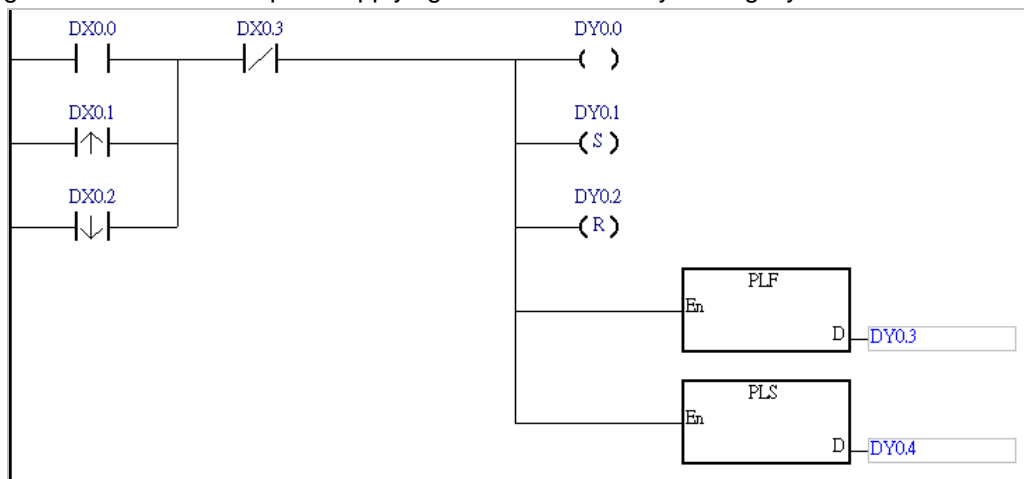 DX0.0 DX0.3 DY0.0
DX0.1 DY0.1
S
DX0.2 DY0.2
R
PLF
En
D DY0.3
PLS
En
D DY0.4